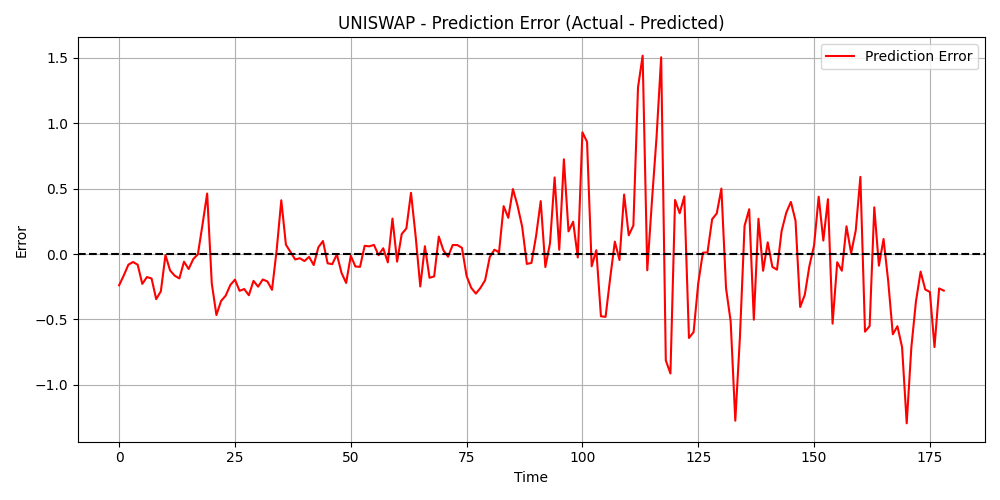 UNISWAP - Prediction Error (Actual - Predicted)
Prediction Error
1.5
1.0
0.5
0.0
−0.5
−1.0
Error
0 25 50 75 100 125 150 175
Time